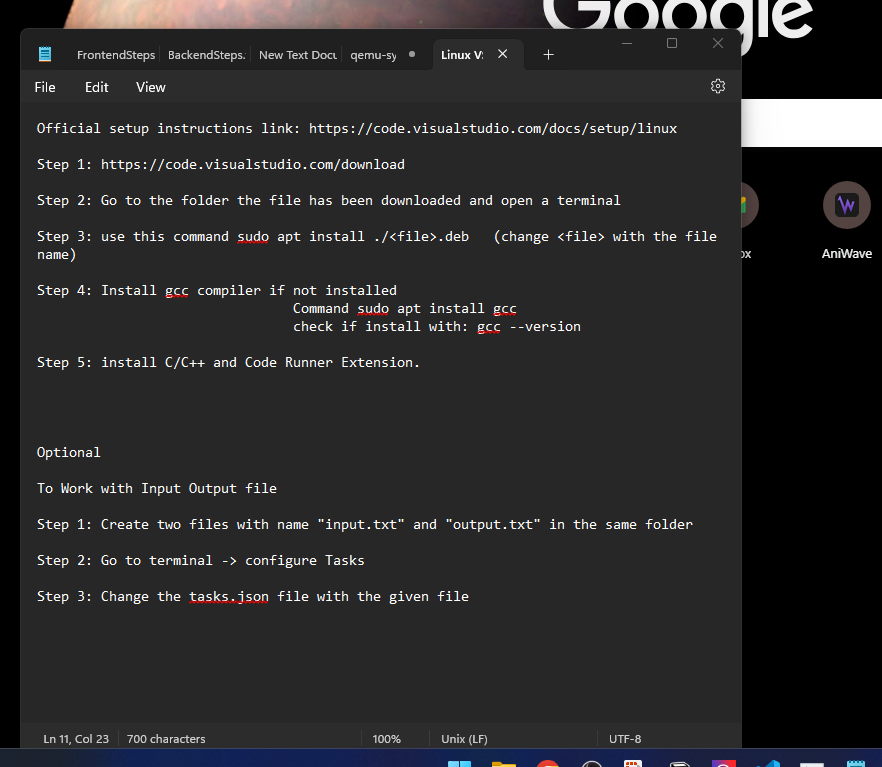 Google
FrontendSteps
BackendSteps.
New Text Docu
qemu-sy
Linux V
File
Edit
View
Official setup instructions link: https://code.visualstudio.com/docs/setup/linux
Step 1: https://code.visualstudio.com/download
Step 2: Go to the folder the file has been downloaded and open a terminal
Step 3: use this command sudo apt install ./<file>.deb (change <file> with the file
name)
Step 4: Install gcc compiler if not installed
Command sudo apt install gcc
check if install with: gcc --version
Step 5: install C/C++ and Code Runner Extension.
Optional
To Work with Input Output file
Step 1: Create two files with name "input.txt" and "output.txt" in the same folder
Step 2: Go to terminal -> configure Tasks
Step 3: Change the tasks.json file with the given file
ox
AniWave
Ln 11, Col 23
700 characters
100%
Unix (LF)
UTF-8